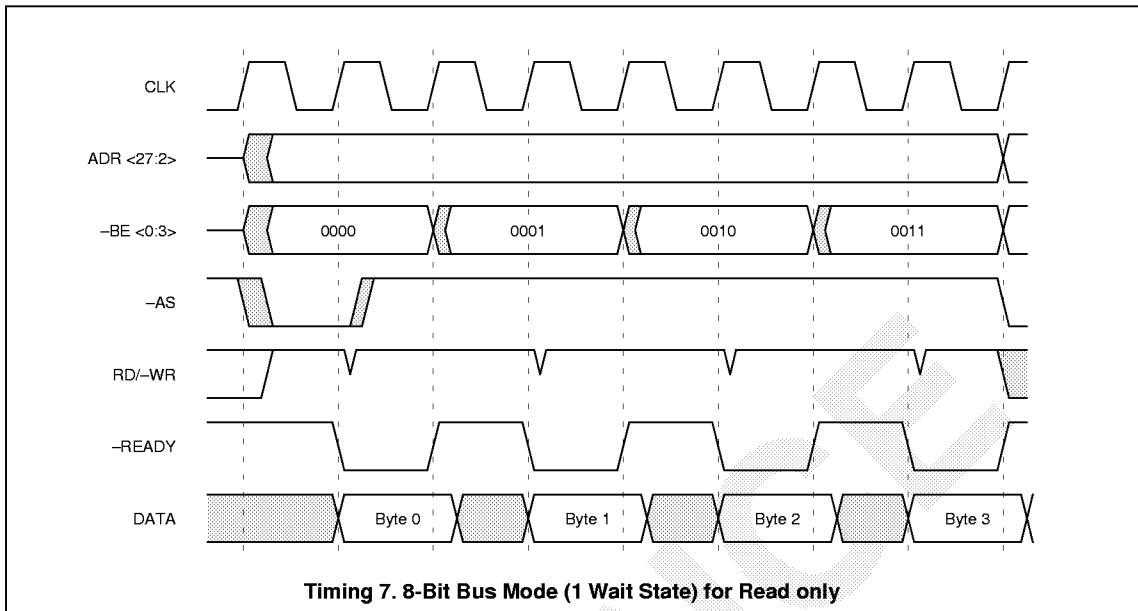 CLK
ADR <27:2>
–BE <0:3>
0000
0001
0010
0011
–AS
RD/–WR
–READY
DATA
Byte 0
Byte 1
Byte 2
Byte 3
Timing 7. 8-Bit Bus Mode (1 Wait State) for Read only